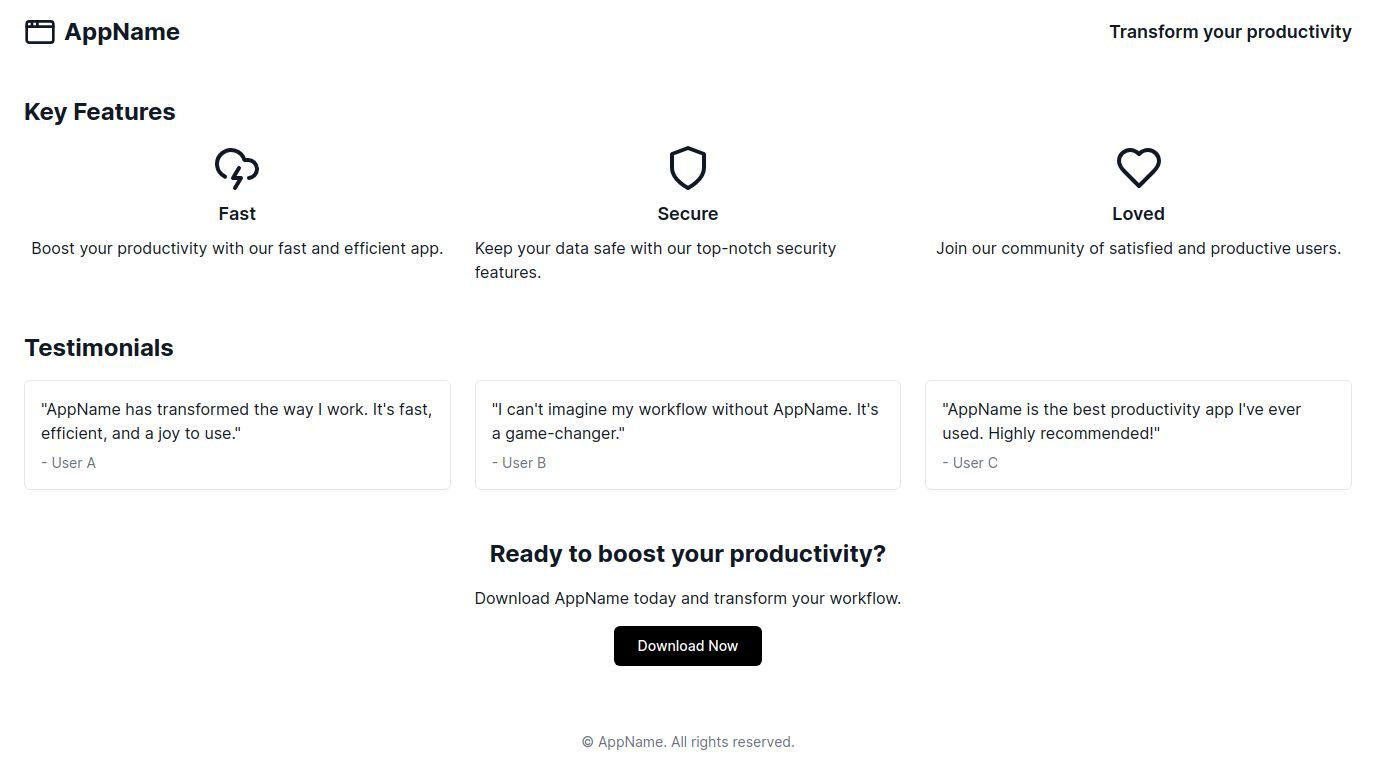 AppName
Transform your productivity
Key Features
Fast
Boost your productivity with our fast and efficient app.
Secure
Keep your data safe with our top-notch security
features.
Loved
Join our community of satisfied and productive users.
Testimonials
"AppName has transformed the way I work. It's fast,
efficient, and a joy to use."
- User A
"I can't imagine my workflow without AppName. It's
a game-changer."
- User B
"AppName is the best productivity app I've ever
used. Highly recommended!"
- User C
Ready to boost your productivity?
Download AppName today and transform your workflow.
Download Now
© AppName. All rights reserved.